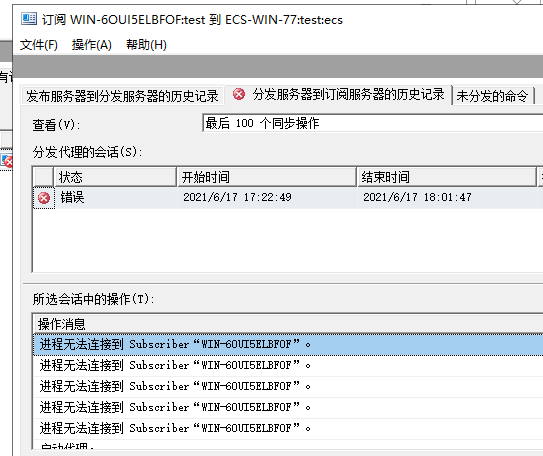 订阅 WIN-6OUI5ELBFOF:test 到 ECS-WIN-77:test:ecs
文件(F) 操作(A) 帮助(H)
发布服务器到分发服务器的历史记录 分发服务器到订阅服务器的历史记录 未分发的命令
查看(V): 最后 100 个同步操作
分发代理的会话(S):
状态 开始时间 结束时间
错误 2021/6/17 17:22:49 2021/6/17 18:01:47
所选会话中的操作(T):
操作消息
进程无法连接到 Subscriber“WIN-6OUI5ELBFOF”。
进程无法连接到 Subscriber“WIN-6OUI5ELBFOF”。
进程无法连接到 Subscriber“WIN-6OUI5ELBFOF”。
进程无法连接到 Subscriber“WIN-6OUI5ELBFOF”。
进程无法连接到 Subscriber“WIN-6OUI5ELBFOF”。
启动代理。